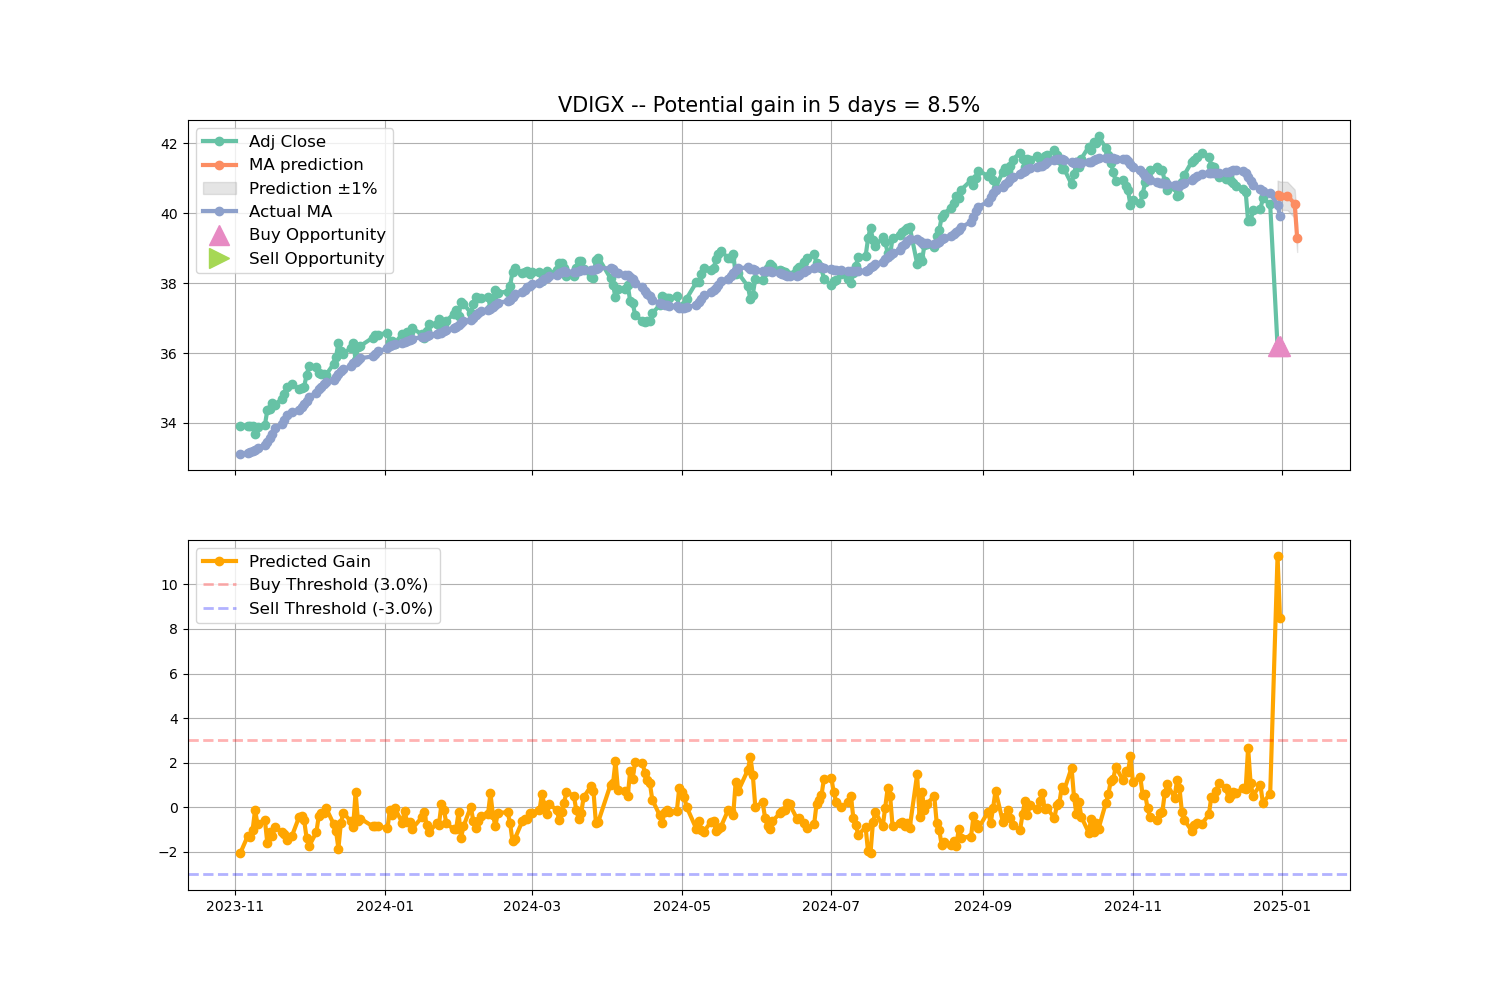 VDIGX -- Potential gain in 5 days = 8.5%
42
40
38
36
34
Adj Close
MA prediction
Prediction ±1%
Actual MA
Buy Opportunity
Sell Opportunity
10
8
6
4
2
0
−2
Predicted Gain
Buy Threshold (3.0%)
Sell Threshold (-3.0%)
2023-11
2024-01
2024-03
2024-05
2024-07
2024-09
2024-11
2025-01